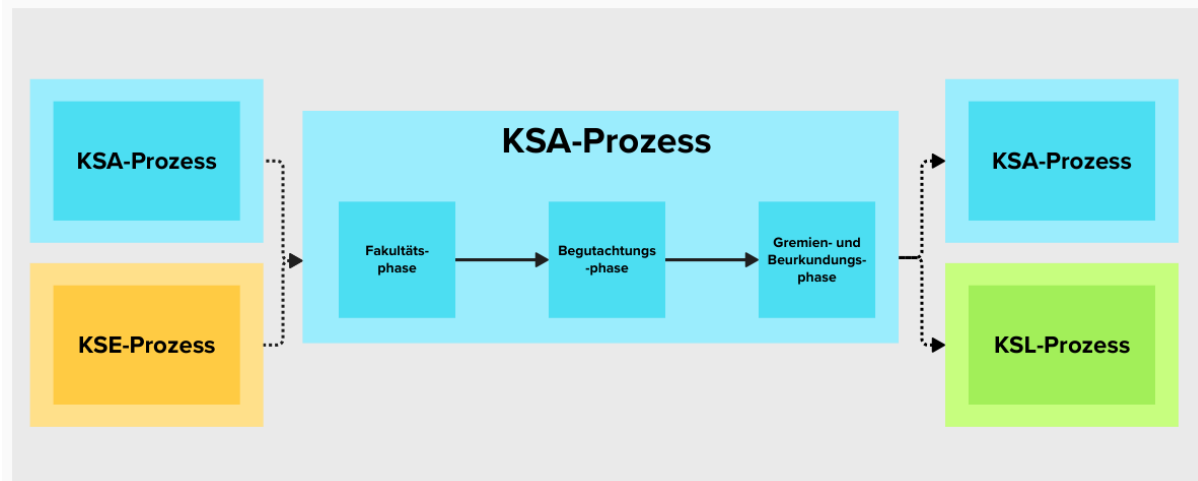 KSA-Prozess
KSE-Prozess
KSA-Prozess
Fakultäts-
phase
Begutachtungs
-phase
Gremien- und
Beurkundungs-
phase
KSA-Prozess
KSL-Prozess